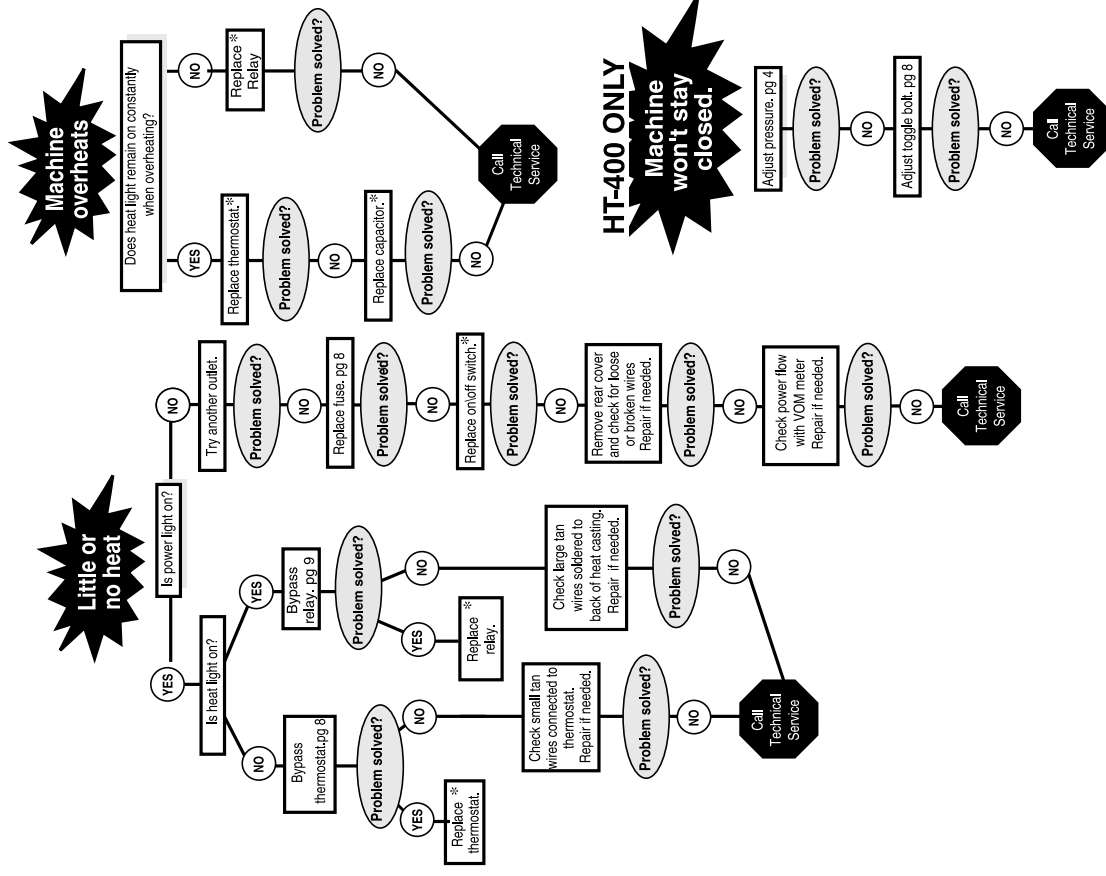 Little or
no heat
Is power light on?
YES
NO
Is heat light on?
NO
YES
Bypass
thermostat.pg 8
Problem solved?
YES
NO
Replace *
thermostat.
Check small tan
wires connected to
thermostat.
Repair if needed.
Problem solved?
NO
Bypass
relay. pg 9
Problem solved?
YES
NO
Replace *
relay.
Check large tan
wires soldered to
back of heat casting.
Repair if needed.
Problem solved?
NO
Call
Technical
Service
Try another outlet.
Problem solved?
NO
Replace fuse. pg 8
Problem solved?
NO
Replace on\off switch.*
Problem solved?
NO
Remove rear cover
and check for loose
or broken wires
Repair if needed.
Problem solved?
NO
Check power flow
with VOM meter
Repair if needed.
Problem solved?
NO
Call
Technical
Service
Machine
overheats
Does heat light remain on constantly
when overheating?
YES
NO
Replace thermostat.*
Problem solved?
NO
Replace capacitor.*
Problem solved?
NO
Replace *
Relay
Problem solved?
NO
Call
Technical
Service
HT-400 ONLY
Machine
won't stay
closed.
Adjust pressure. pg 4
Problem solved?
NO
Adjust toggle bolt. pg 8
Problem solved?
NO
Call
Technical
Service